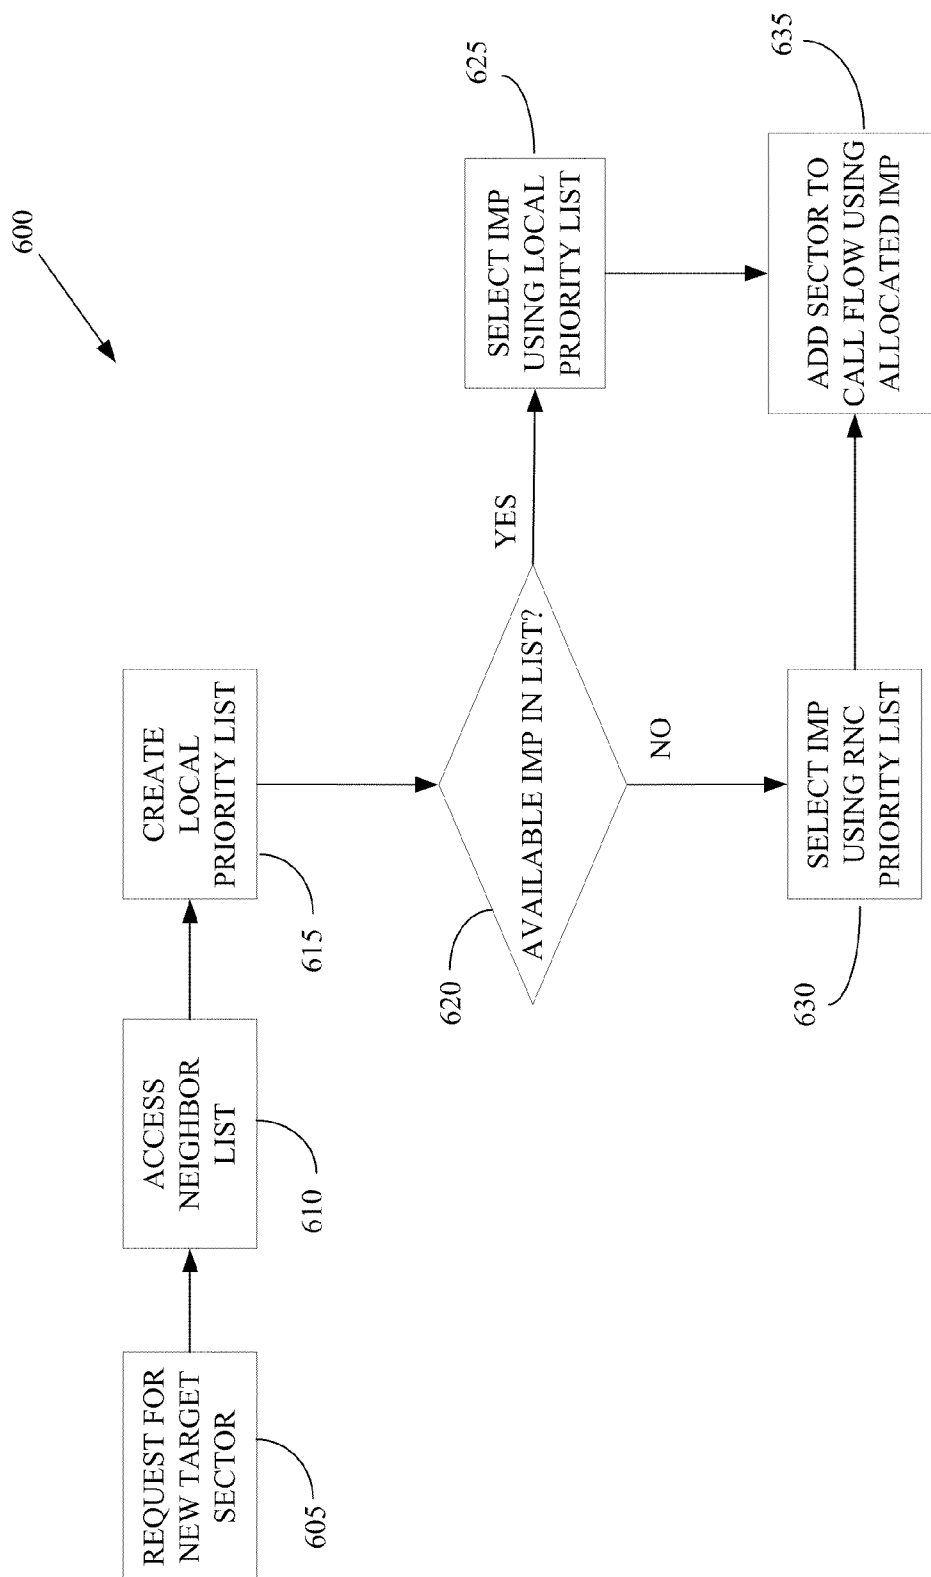 600
REQUEST FOR
NEW TARGET
SECTOR
605
ACCESS
NEIGHBOR
LIST
610
CREATE
LOCAL
PRIORITY LIST
615
AVAILABLE IMP IN LIST?
620
YES
NO
SELECT IMP
USING LOCAL
PRIORITY LIST
625
SELECT IMP
USING RNC
PRIORITY LIST
630
ADD SECTOR TO
CALL FLOW USING
ALLOCATED IMP
635